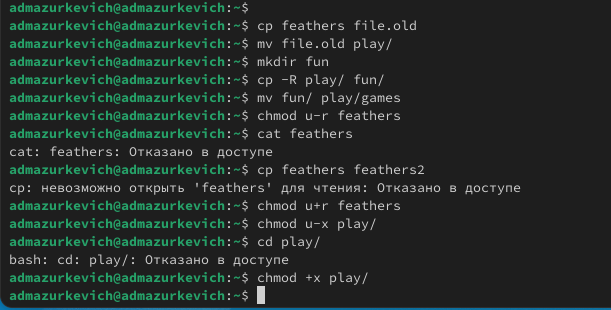 admazurkevich@admazurkevich:~$
admazurkevich@admazurkevich:~$ cp feathers file.old
admazurkevich@admazurkevich:~$ mv file.old play/
admazurkevich@admazurkevich:~$ mkdir fun
admazurkevich@admazurkevich:~$ cp -R play/ fun/
admazurkevich@admazurkevich:~$ mv fun/ play/games
admazurkevich@admazurkevich:~$ chmod u-r feathers
admazurkevich@admazurkevich:~$ cat feathers
cat: feathers: Отказано в доступе
admazurkevich@admazurkevich:~$ cp feathers feathers2
cp: невозможно открыть 'feathers' для чтения: Отказано в доступе
admazurkevich@admazurkevich:~$ chmod u+r feathers
admazurkevich@admazurkevich:~$ chmod u-x play/
admazurkevich@admazurkevich:~$ cd play/
bash: cd: play/: Отказано в доступе
admazurkevich@admazurkevich:~$ chmod +x play/
admazurkevich@admazurkevich:~$